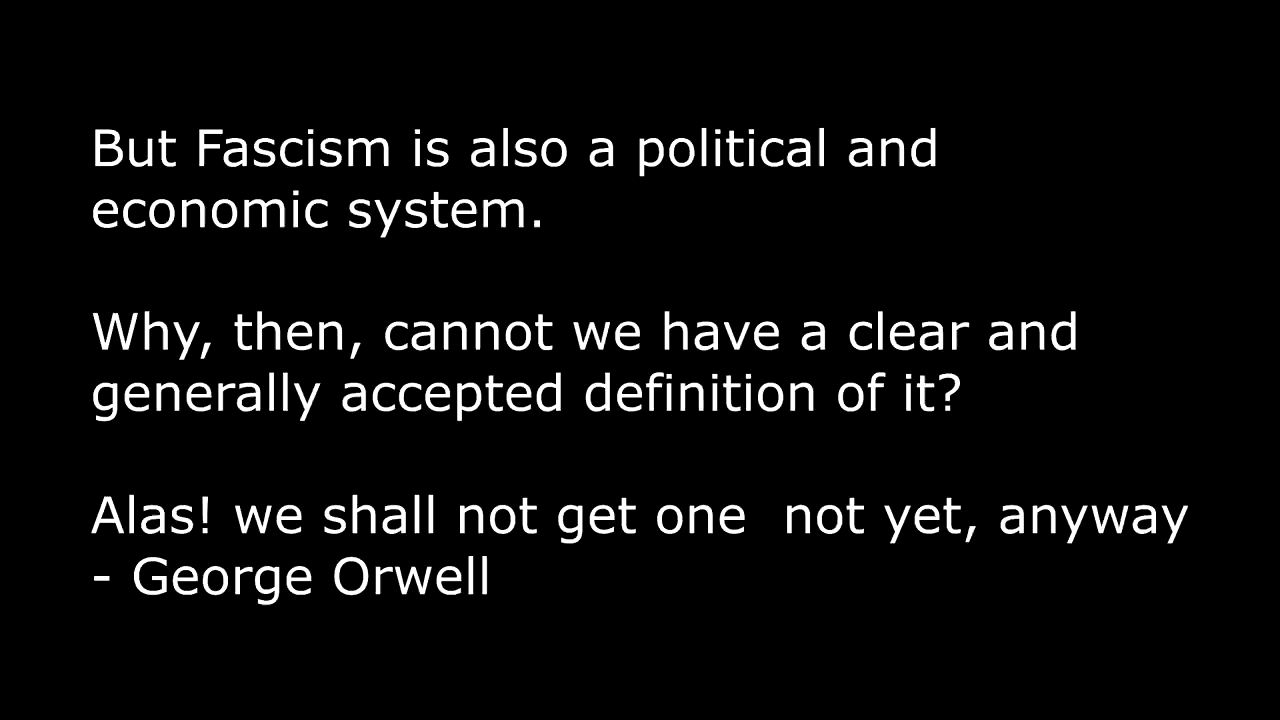 But Fascism is also a political and
economic system.
Why, then, cannot we have a clear and
generally accepted definition of it?
Alas! we shall not get one  not yet, anyway
- George Orwell